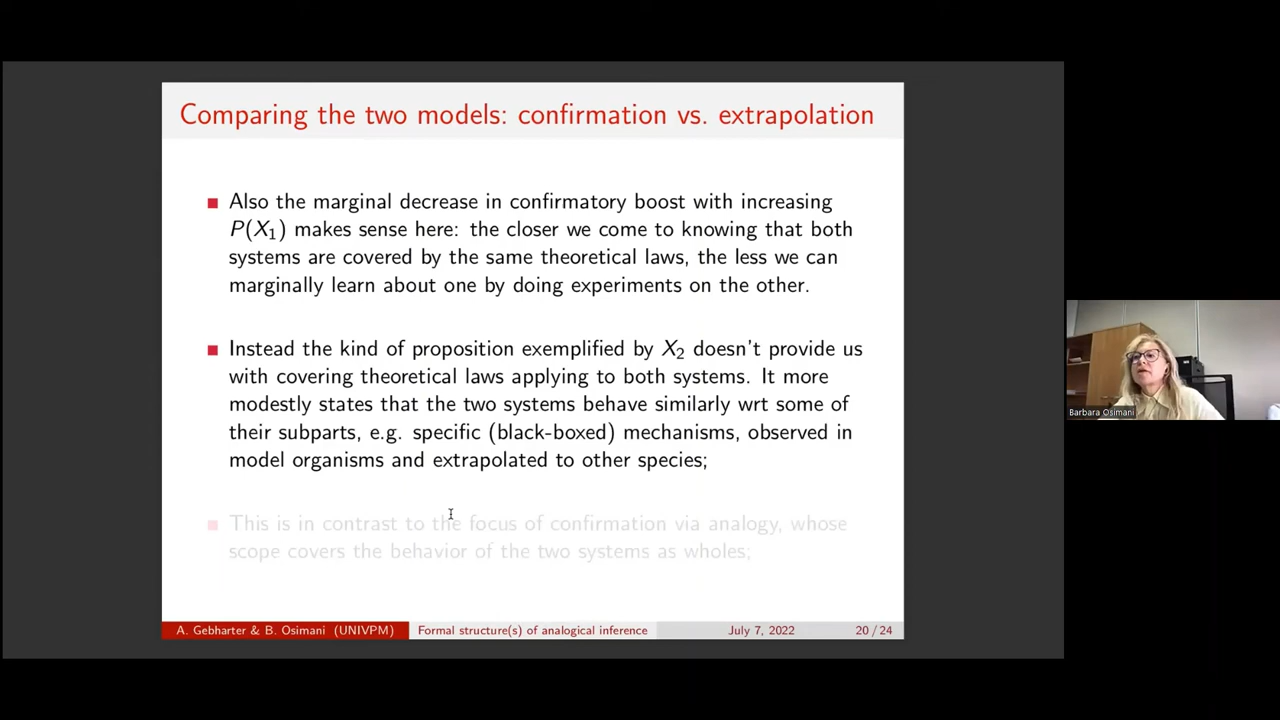 Comparing the two models: confirmation vs. extrapolation
Also the marginal decrease in confirmatory boost with increasing
P(X₁) makes sense here: the closer we come to knowing that both
systems are covered by the same theoretical laws, the less we can
marginally learn about one by doing experiments on the other.
Instead the kind of proposition exemplified by X₂ doesn't provide us
with covering theoretical laws applying to both systems. It more
modestly states that the two systems behave similarly wrt some of
their subparts, e.g. specific (black-boxed) mechanisms, observed in
model organisms and extrapolated to other species;
This is in contrast to the focus of confirmation via analogy, whose
scope covers the behavior of the two systems as wholes;
A. Gebharter & B. Osimani (UNIVPM) Formal structure(s) of analogical inference July 7, 2022 20 / 24
Barbara Osimani